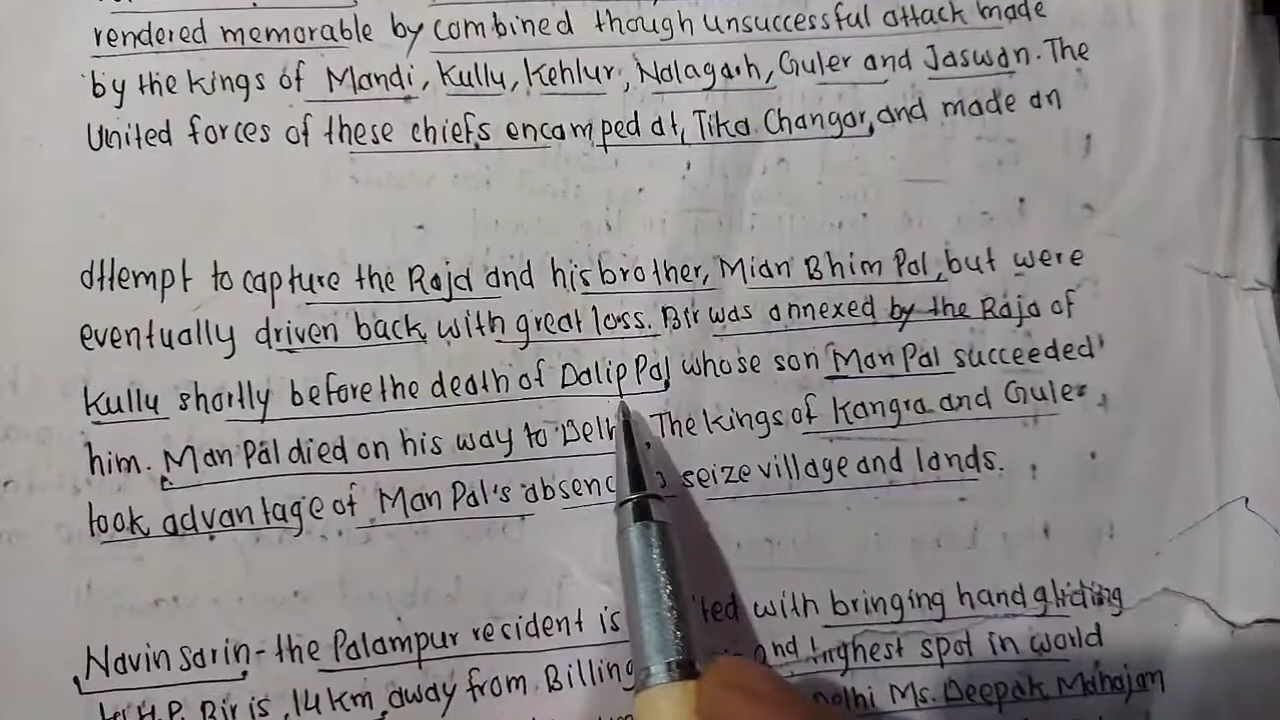 rendered memorable by combined though unsuccessful attack made
by the kings of Mandi, Kullu, Kehlur, Nalagarh, Guler and Jaswan. The
United forces of these chiefs encamped at, Tika Changar, and made an
attempt to capture the Raja and his brother, Mian Bhim Pal, but were
eventually driven back with great loss. Bir was annexed by the Raja of
Kullu shortly before the death of Dalip Pal whose son Man Pal succeeded
him. Man Pal died on his way to The kings of Kangra and Guler,
took advantage of Man Pal's seize village and lands.
Navin Sarin - the Palampur recident is with bringing hand gliding
and highest spot in world
H.P. Bir is 14 km away from Billing Ms. Deepak Mahajan